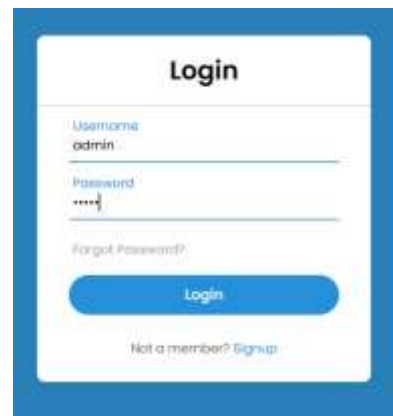 Login
Username
admin
Password
•••••
Forgot Password?
Login
Not a member? Signup